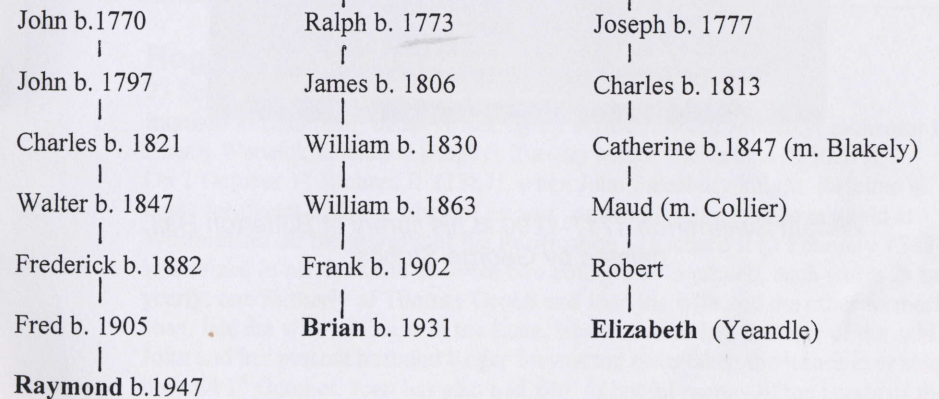 John b.1770 Ralph b. 1773 Joseph b. 1777
John b. 1797 James b. 1806 Charles b. 1813
Charles b. 1821 William b. 1830 Catherine b.1847 (m. Blakely)
Walter b. 1847 William b. 1863 Maud (m. Collier)
Frederick b. 1882 Frank b. 1902 Robert
Fred b. 1905 Brian b.1931 Elizabeth (Yeandle)
Raymond b.1947